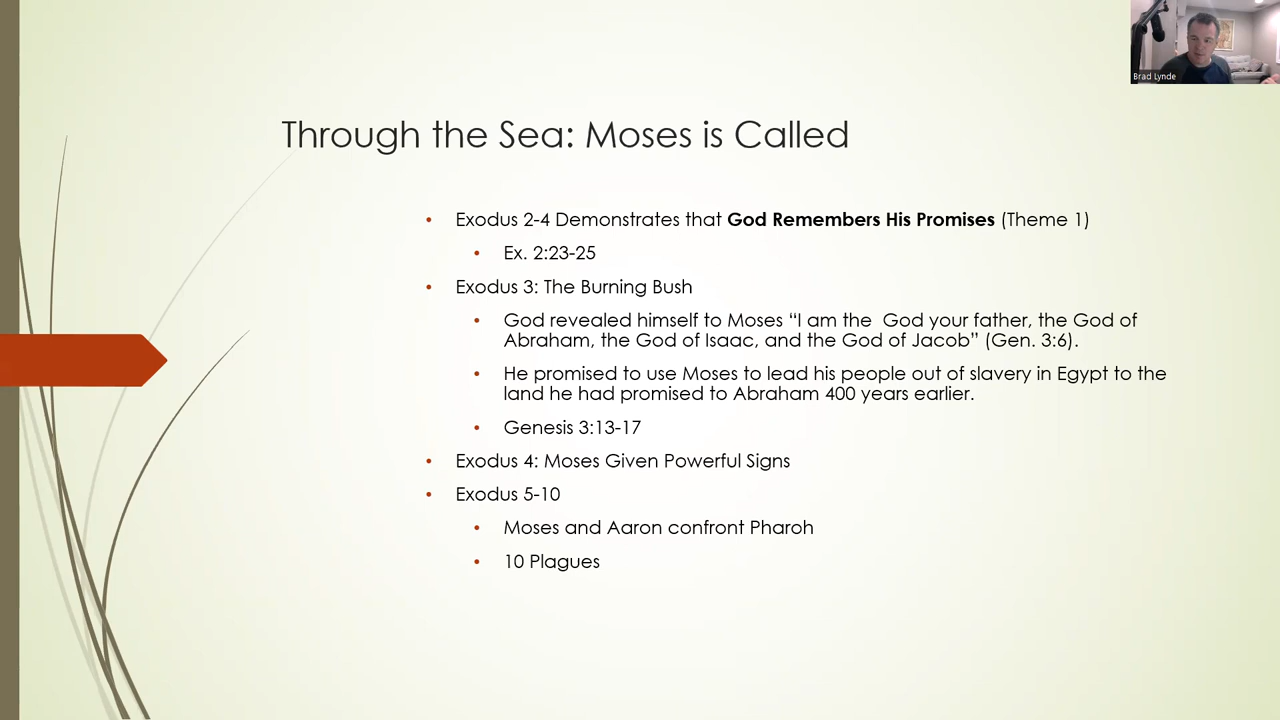 Brad Lynde
Through the Sea: Moses is Called
• Exodus 2-4 Demonstrates that God Remembers His Promises (Theme 1)
• Ex. 2:23-25
• Exodus 3: The Burning Bush
• God revealed himself to Moses “I am the  God your father, the God of
Abraham, the God of Isaac, and the God of Jacob” (Gen. 3:6).
• He promised to use Moses to lead his people out of slavery in Egypt to the
land he had promised to Abraham 400 years earlier.
• Genesis 3:13-17
• Exodus 4: Moses Given Powerful Signs
• Exodus 5-10
• Moses and Aaron confront Pharoh
• 10 Plagues